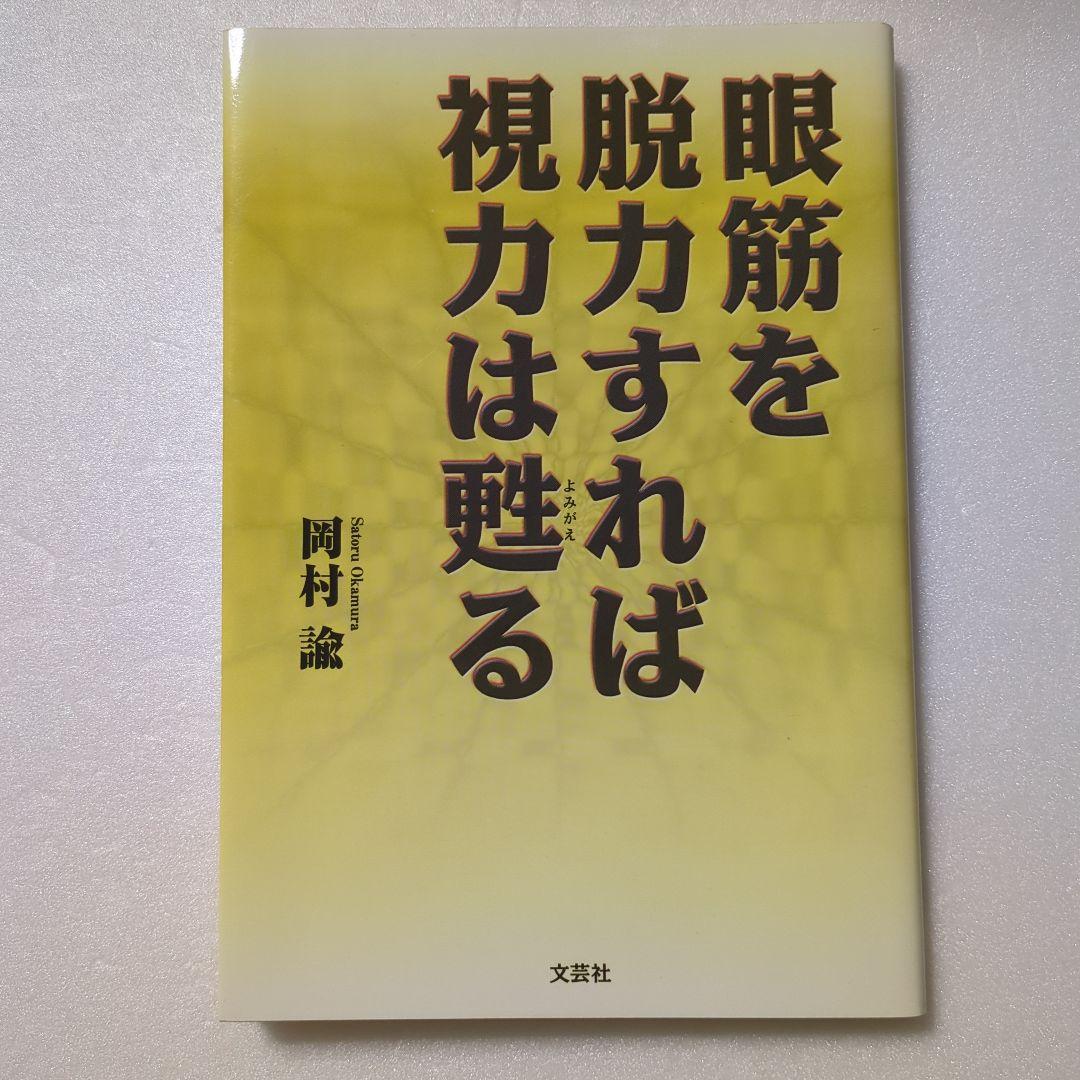 眼筋を
脱力すれば
視力は甦る
よみがえ
Satoru Okamura
岡村 諭
文芸社